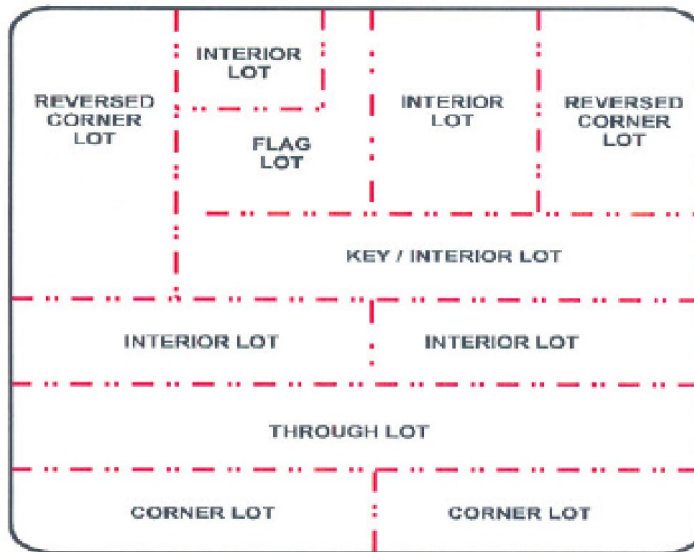 INTERIOR
LOT
REVERSED
CORNER
LOT
FLAG
LOT
INTERIOR
LOT
REVERSED
CORNER
LOT
KEY / INTERIOR LOT
INTERIOR LOT
INTERIOR LOT
THROUGH LOT
CORNER LOT
CORNER LOT